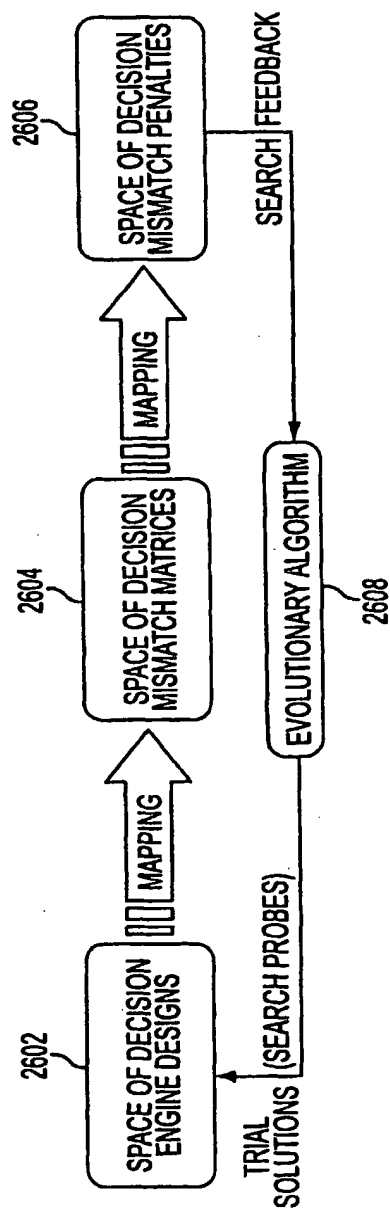 2602
SPACE OF DECISION
ENGINE DESIGNS
MAPPING
2604
SPACE OF DECISION
MISMATCH MATRICES
MAPPING
2606
SPACE OF DECISION
MISMATCH PENALTIES
TRIAL
SOLUTIONS
(SEARCH PROBES)
EVOLUTIONARY ALGORITHM
2608
SEARCH FEEDBACK